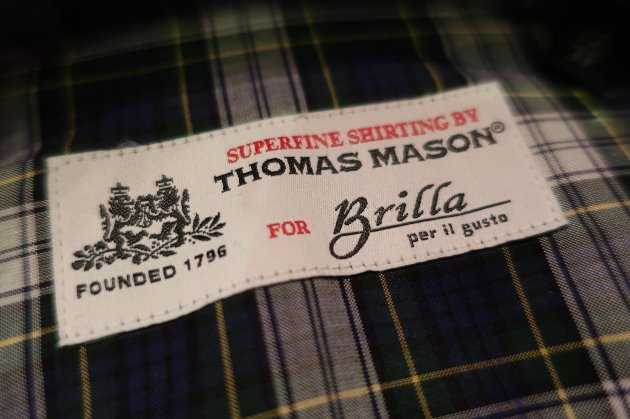 SUPERFINE SHIRTING BY
THOMAS MASON®
FOR Brilla
per il gusto
FOUNDED 1796